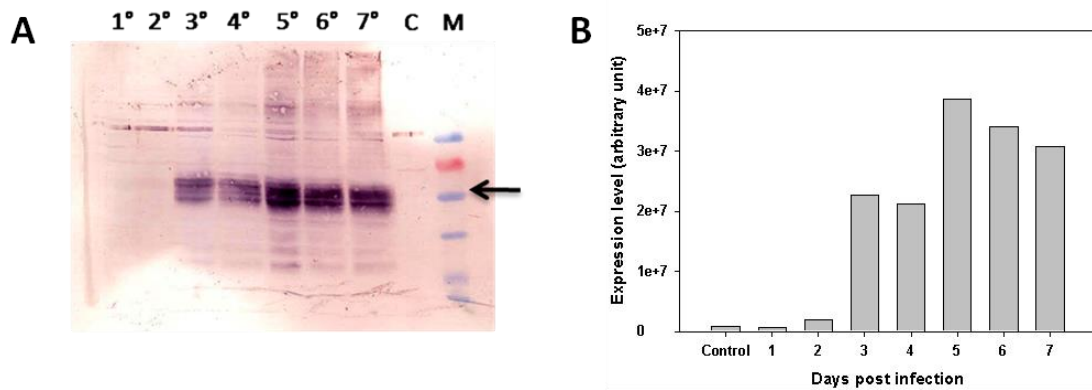 A
1° 2° 3° 4° 5° 6° 7° C M
B
5e+7
4e+7
3e+7
2e+7
1e+7
0
Expression level (arbitrary unit)
Control 1 2 3 4 5 6 7
Days post infection